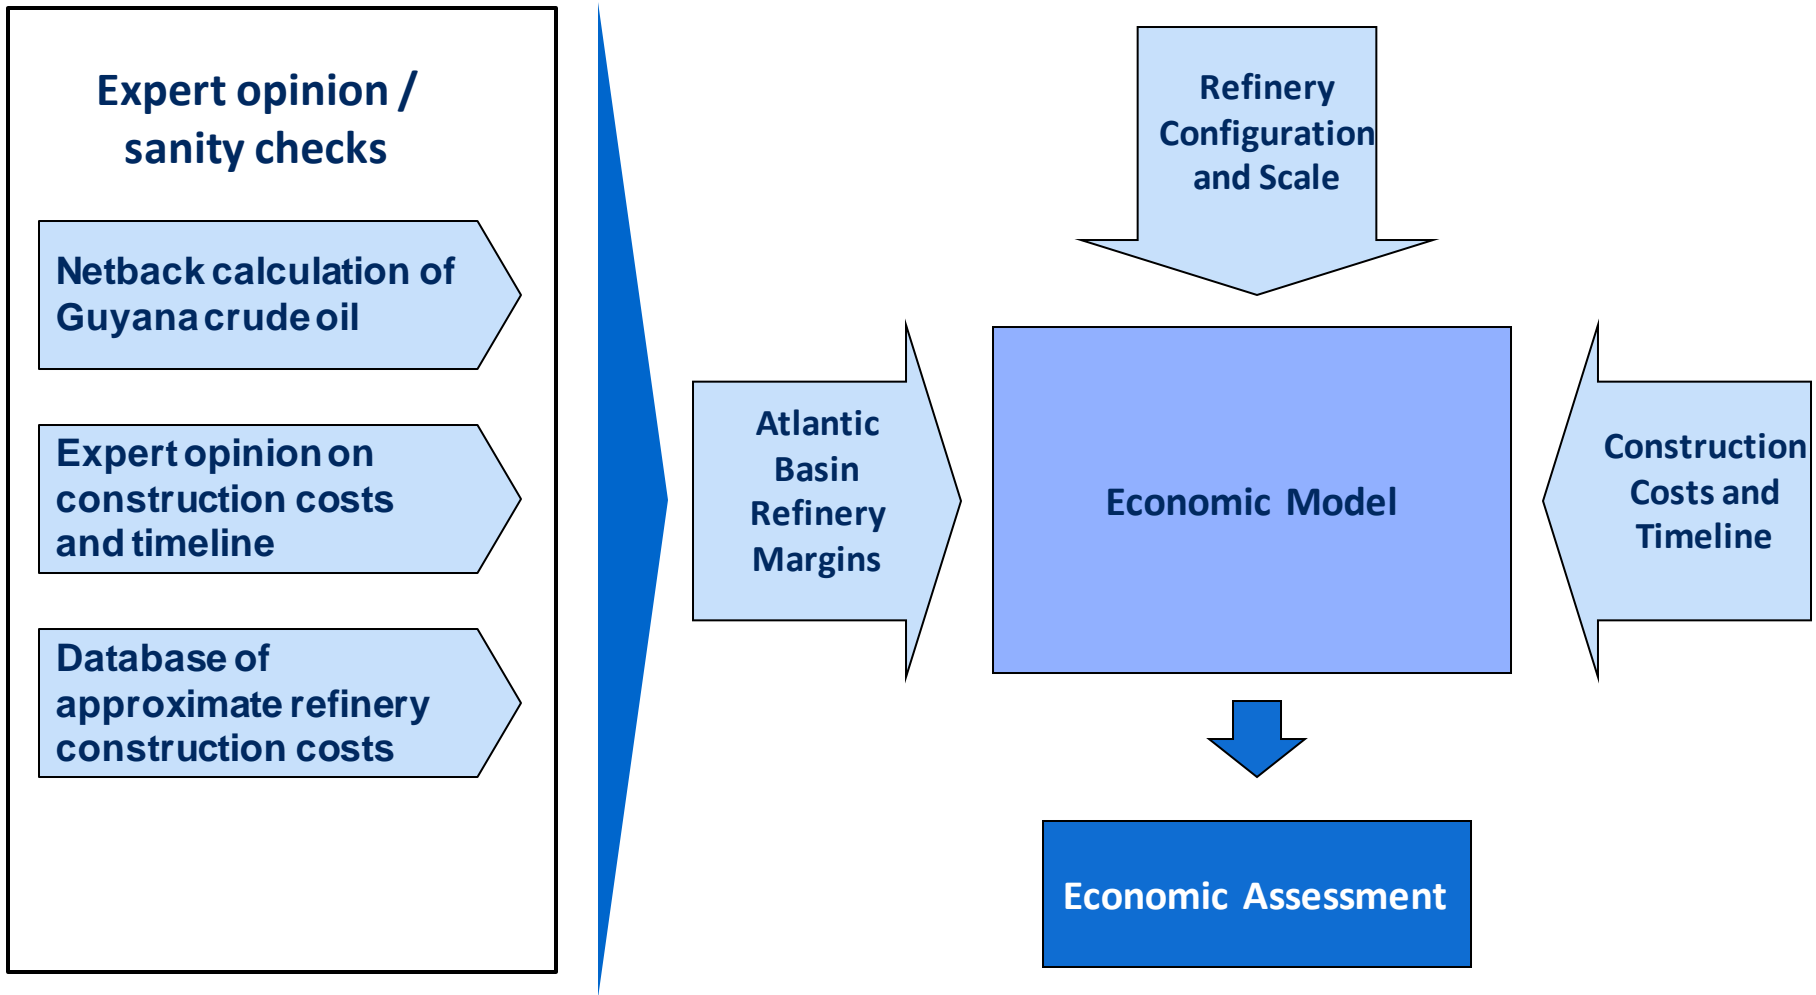 Expert opinion /
sanity checks
Netback calculation of
Guyana crude oil
Expert opinion on
construction costs
and timeline
Database of
approximate refinery
construction costs
Refinery
Configuration
and Scale
Atlantic
Basin
Refinery
Margins
Economic Model
Construction
Costs and
Timeline
Economic Assessment